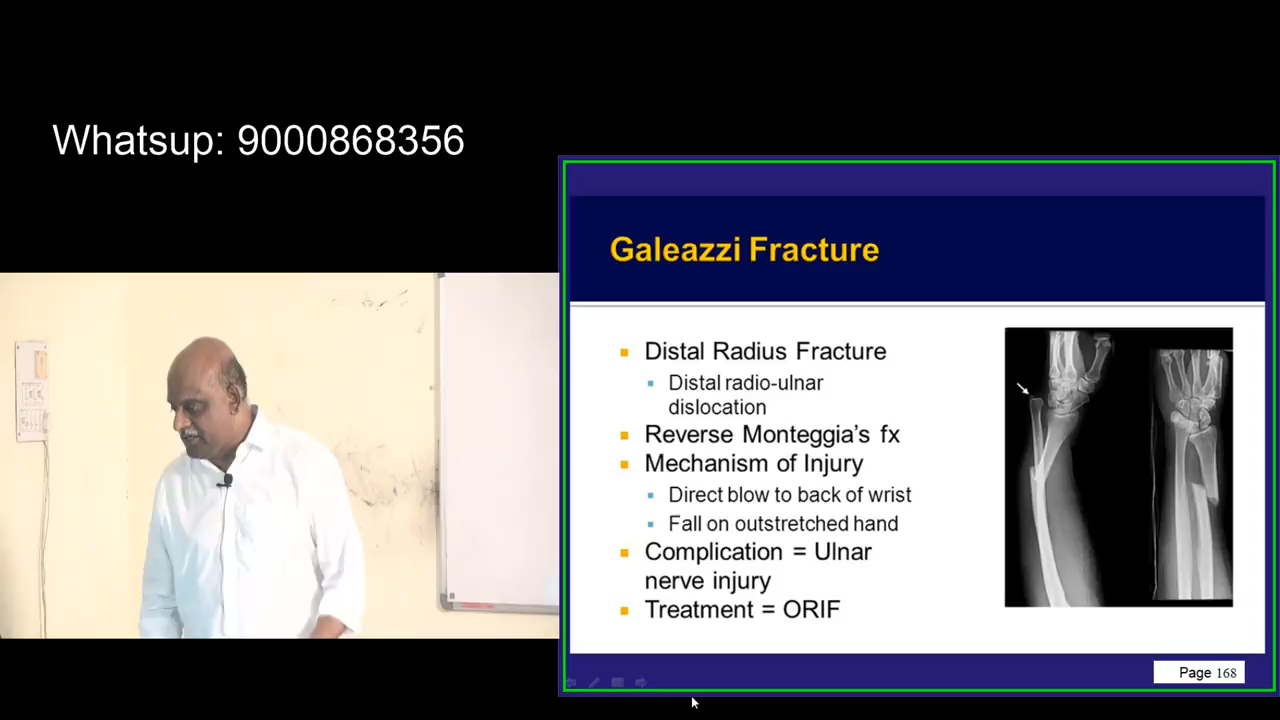 Whatsup: 9000868356
Galeazzi Fracture
Distal Radius Fracture
Distal radio-ulnar
dislocation
Reverse Monteggia's fx
Mechanism of Injury
Direct blow to back of wrist
Fall on outstretched hand
Complication = Ulnar
nerve injury
Treatment = ORIF
Page 168